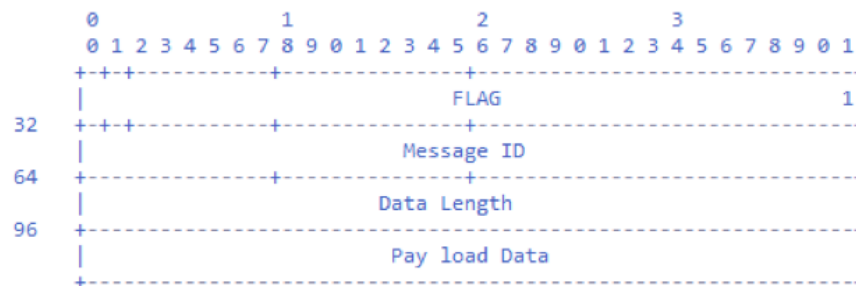 0 1 2 3
0 1 2 3 4 5 6 7 8 9 0 1 2 3 4 5 6 7 8 9 0 1 2 3 4 5 6 7 8 9 0 1
+-+-+-----------+---------------+-------------------------------
| FLAG 1
32 +-+-+-----------+---------------+-------------------------------
| Message ID
64 +---------------+---------------+-------------------------------
| Data Length
96 +---------------------------------------------------------------
| Pay load Data
+---------------------------------------------------------------